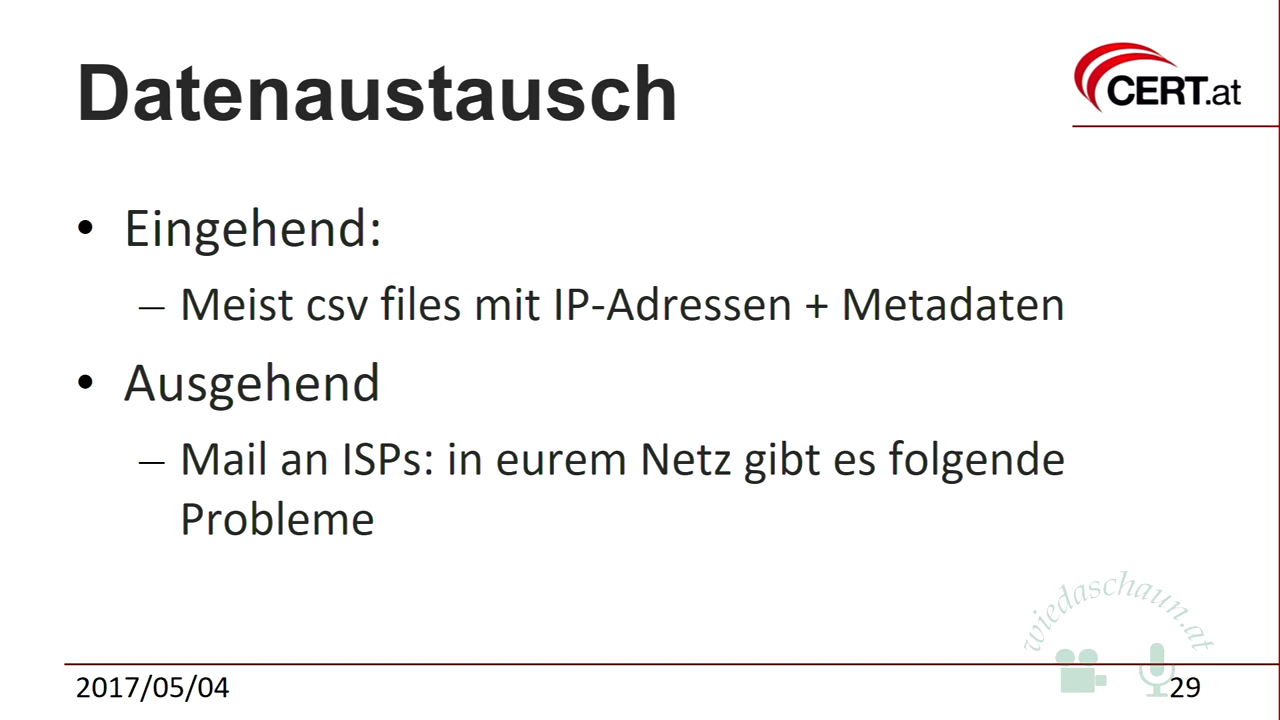 Datenaustausch
CERT.at
• Eingehend:
– Meist csv files mit IP-Adressen + Metadaten
• Ausgehend
– Mail an ISPs: in eurem Netz gibt es folgende
Probleme
wiedaschaun.at
2017/05/04
29